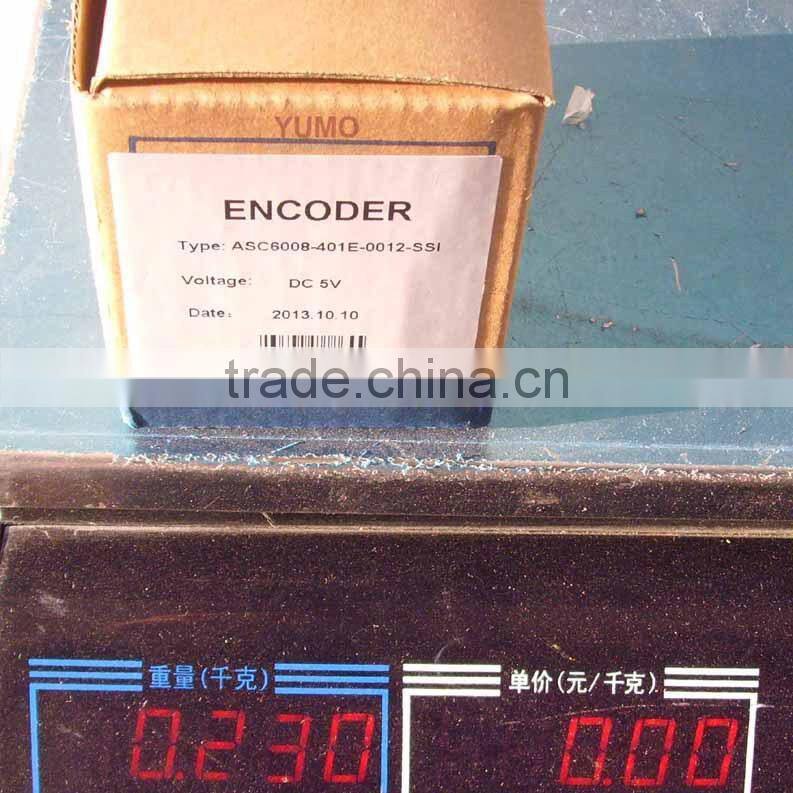 YUMO
ENCODER
Type: ASC6008-401E-0012-SSI
Voltage: DC 5V
Date: 2013.10.10
trade.china.cn
重量(千克) 单价(元/千克)
0.230 0.00